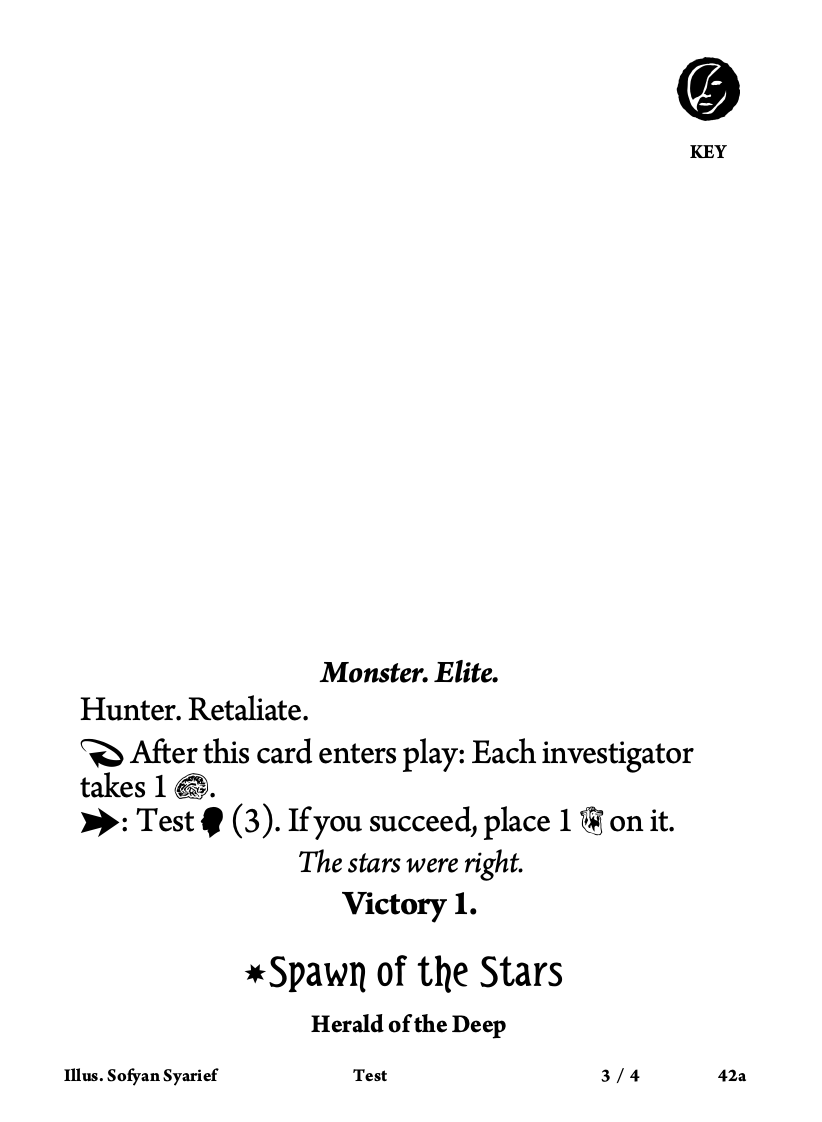 KEY
Monster. Elite.
Hunter. Retaliate.
After this card enters play: Each investigator
takes 1 .
: Test (3). If you succeed, place 1 on it.
The stars were right.
Victory 1.
Spawn of the Stars
Herald of the Deep
Illus. Sofyan Syarief Test 3 / 4 42a